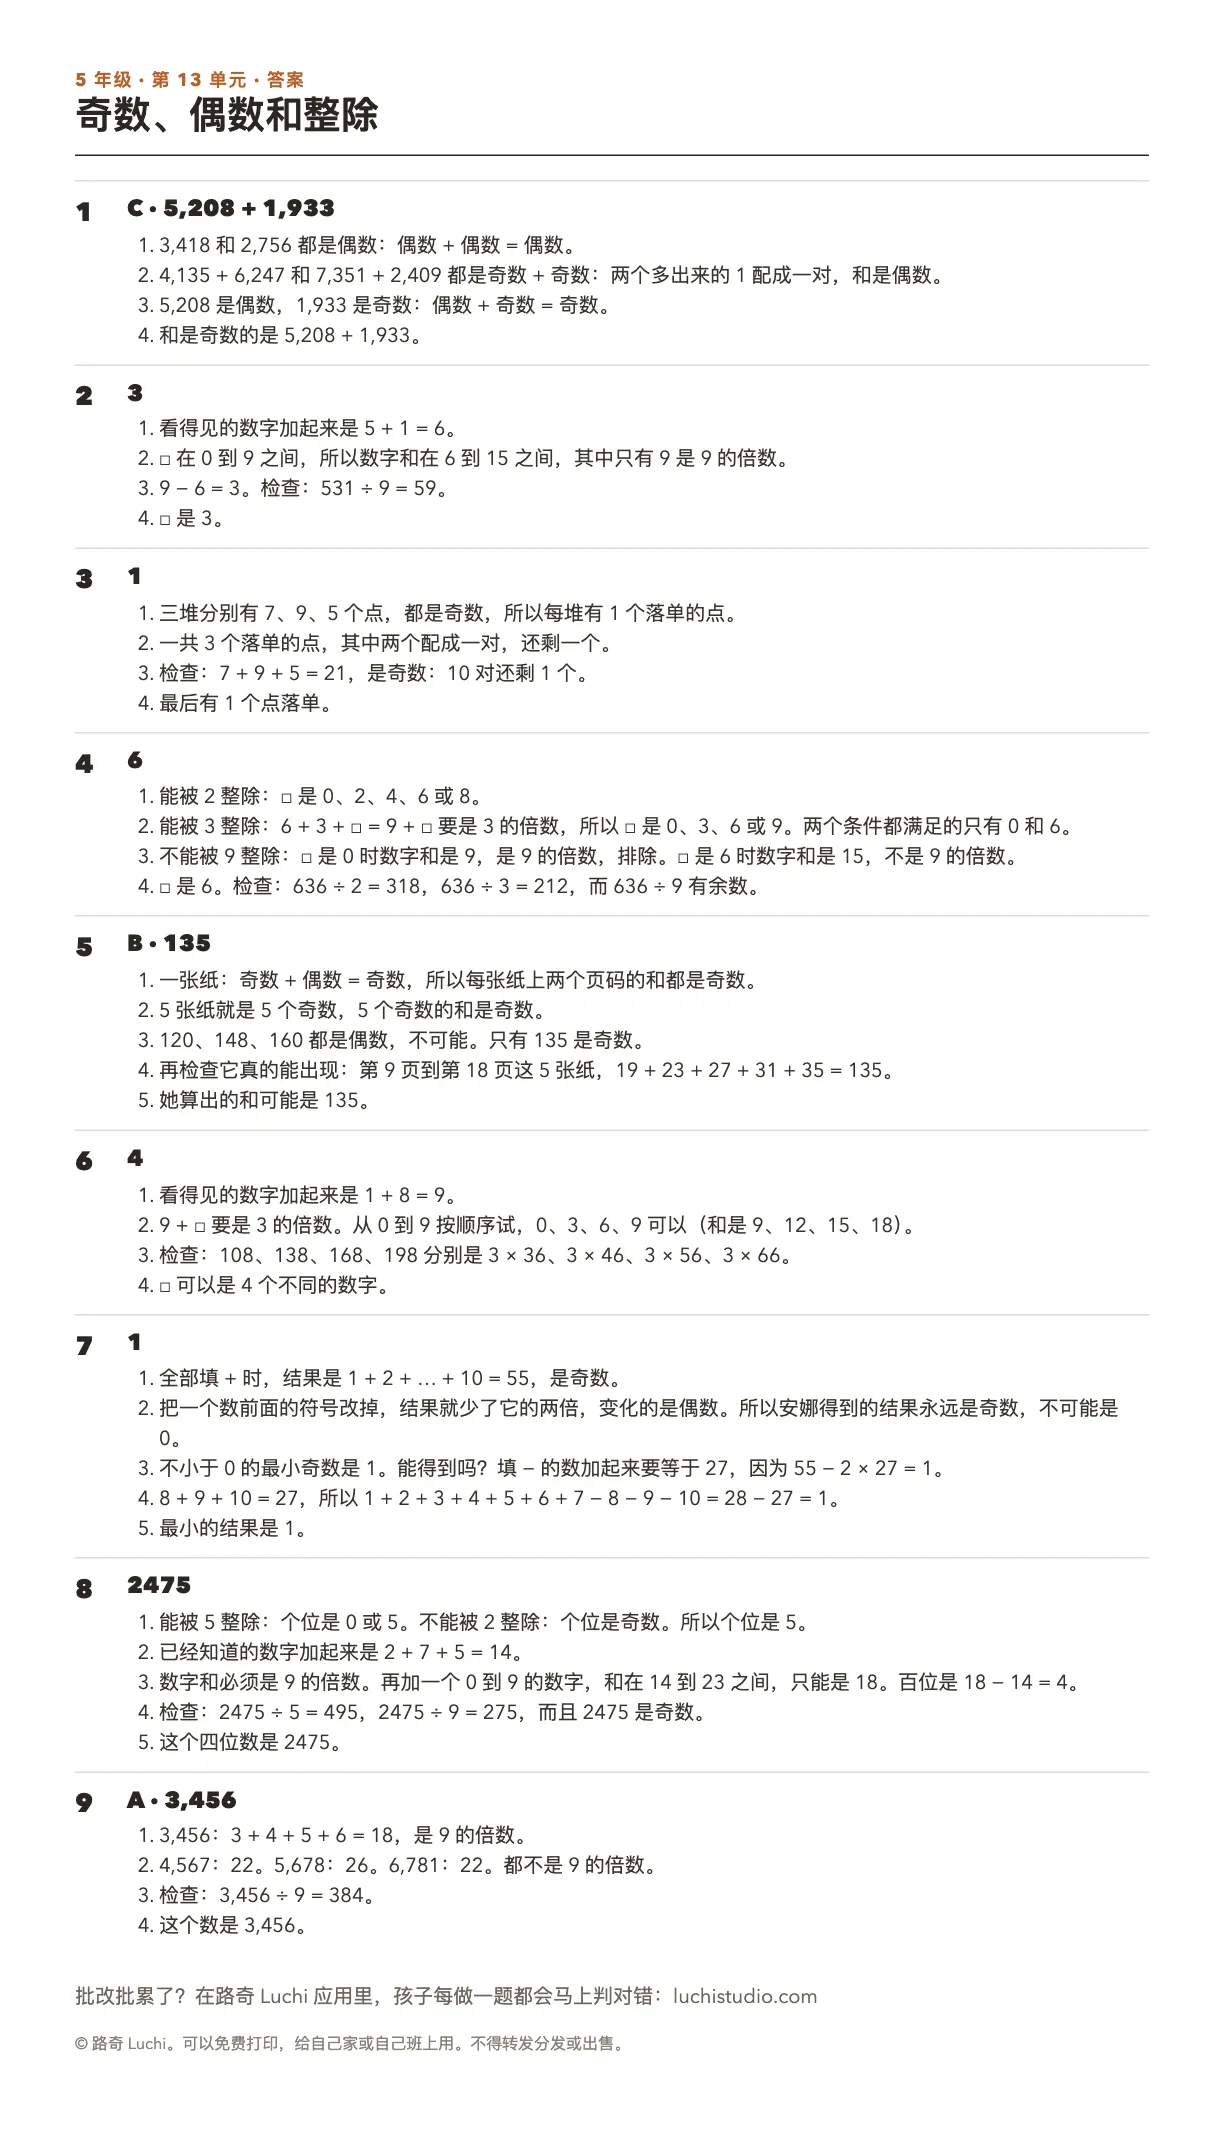 5 年级 · 第 13 单元 · 答案
奇数、偶数和整除
1 C · 5,208 + 1,933
1. 3,418 和 2,756 都是偶数：偶数 + 偶数 = 偶数。
2. 4,135 + 6,247 和 7,351 + 2,409 都是奇数 + 奇数：两个多出来的 1 配成一对，和是偶数。
3. 5,208 是偶数，1,933 是奇数：偶数 + 奇数 = 奇数。
4. 和是奇数的是 5,208 + 1,933。
2 3
1. 看得见的数字加起来是 5 + 1 = 6。
2. □ 在 0 到 9 之间，所以数字和在 6 到 15 之间，其中只有 9 是 9 的倍数。
3. 9 − 6 = 3。检查：531 ÷ 9 = 59。
4. □ 是 3。
3 1
1. 三堆分别有 7、9、5 个点，都是奇数，所以每堆有 1 个落单的点。
2. 一共 3 个落单的点，其中两个配成一对，还剩一个。
3. 检查：7 + 9 + 5 = 21，是奇数：10 对还剩 1 个。
4. 最后有 1 个点落单。
4 6
1. 能被 2 整除：□ 是 0、2、4、6 或 8。
2. 能被 3 整除：6 + 3 + □ = 9 + □ 要是 3 的倍数，所以 □ 是 0、3、6 或 9。两个条件都满足的只有 0 和 6。
3. 不能被 9 整除：□ 是 0 时数字和是 9，是 9 的倍数，排除。□ 是 6 时数字和是 15，不是 9 的倍数。
4. □ 是 6。检查：636 ÷ 2 = 318，636 ÷ 3 = 212，而 636 ÷ 9 有余数。
5 B · 135
1. 一张纸：奇数 + 偶数 = 奇数，所以每张纸上两个页码的和都是奇数。
2. 5 张纸就是 5 个奇数，5 个奇数的和是奇数。
3. 120、148、160 都是偶数，不可能。只有 135 是奇数。
4. 再检查它真的能出现：第 9 页到第 18 页这 5 张纸，19 + 23 + 27 + 31 + 35 = 135。
5. 她算出的和可能是 135。
6 4
1. 看得见的数字加起来是 1 + 8 = 9。
2. 9 + □ 要是 3 的倍数。从 0 到 9 按顺序试，0、3、6、9 可以（和是 9、12、15、18）。
3. 检查：108、138、168、198 分别是 3 × 36、3 × 46、3 × 56、3 × 66。
4. □ 可以是 4 个不同的数字。
7 1
1. 全部填 + 时，结果是 1 + 2 + … + 10 = 55，是奇数。
2. 把一个数前面的符号改掉，结果就少了它的两倍，变化的是偶数。所以安娜得到的结果永远是奇数，不可能是
0。
3. 不小于 0 的最小奇数是 1。能得到吗？填 − 的数加起来要等于 27，因为 55 − 2 × 27 = 1。
4. 8 + 9 + 10 = 27，所以 1 + 2 + 3 + 4 + 5 + 6 + 7 − 8 − 9 − 10 = 28 − 27 = 1。
5. 最小的结果是 1。
8 2475
1. 能被 5 整除：个位是 0 或 5。不能被 2 整除：个位是奇数。所以个位是 5。
2. 已经知道的数字加起来是 2 + 7 + 5 = 14。
3. 数字和必须是 9 的倍数。再加一个 0 到 9 的数字，和在 14 到 23 之间，只能是 18。百位是 18 − 14 = 4。
4. 检查：2475 ÷ 5 = 495，2475 ÷ 9 = 275，而且 2475 是奇数。
5. 这个四位数是 2475。
9 A · 3,456
1. 3,456：3 + 4 + 5 + 6 = 18，是 9 的倍数。
2. 4,567：22。5,678：26。6,781：22。都不是 9 的倍数。
3. 检查：3,456 ÷ 9 = 384。
4. 这个数是 3,456。
批改批累了？在路奇 Luchi 应用里，孩子每做一题都会马上判对错：luchistudio.com
© 路奇 Luchi。可以免费打印，给自己家或自己班上用。不得转发分发或出售。